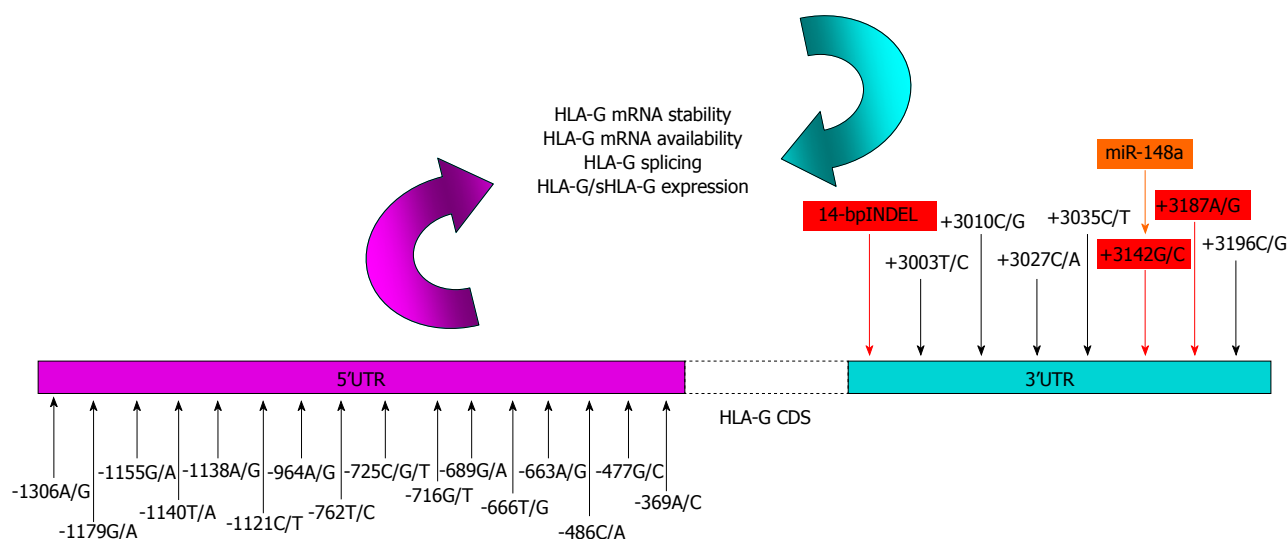 HLA-G mRNA stability
HLA-G mRNA availability
HLA-G splicing
HLA-G/sHLA-G expression
miR-148a
14-bpINDEL
+3003T/C
+3010C/G
+3027C/A
+3035C/T
+3142G/C
+3187A/G
+3196C/G
5'UTR
HLA-G CDS
3'UTR
-1306A/G
-1179G/A
-1155G/A
-1140T/A
-1138A/G
-1121C/T
-964A/G
-762T/C
-725C/G/T
-716G/T
-689G/A
-666T/G
-663A/G
-486C/A
-477G/C
-369A/C